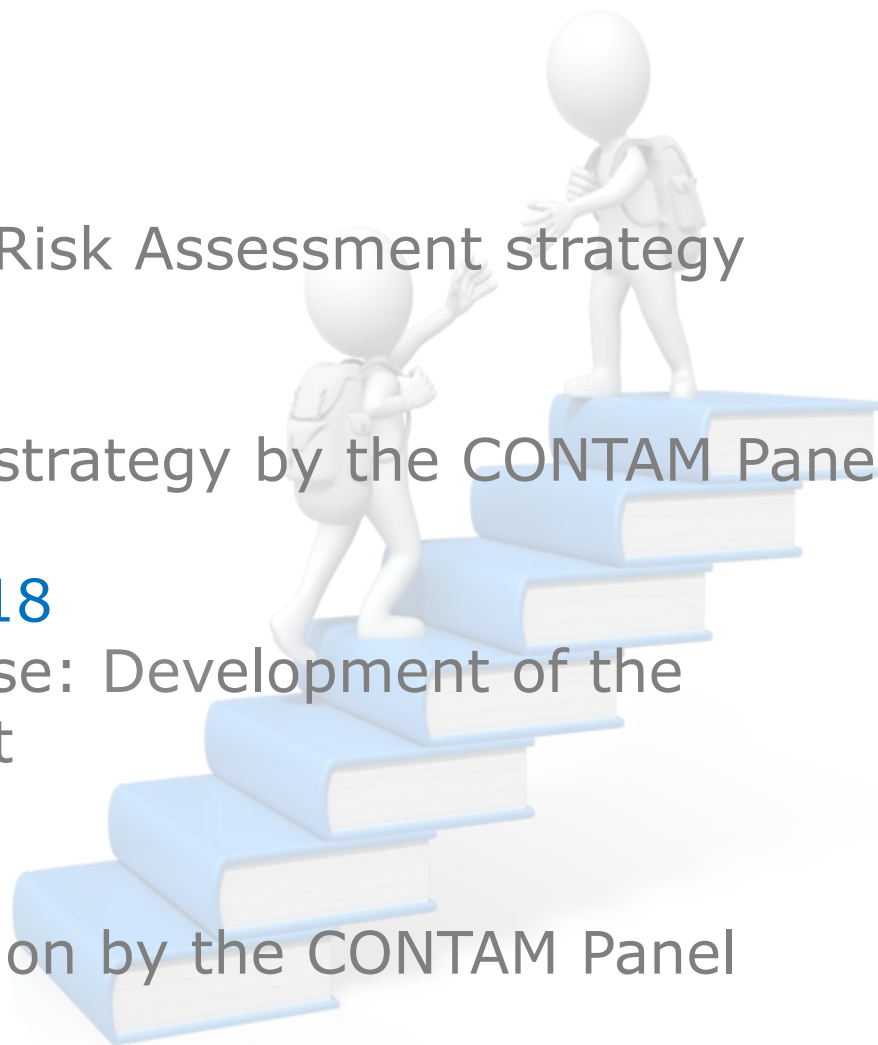 Risk Assessment strategy
strategy by the CONTAM Pane
18
se: Development of the
t
on by the CONTAM Panel